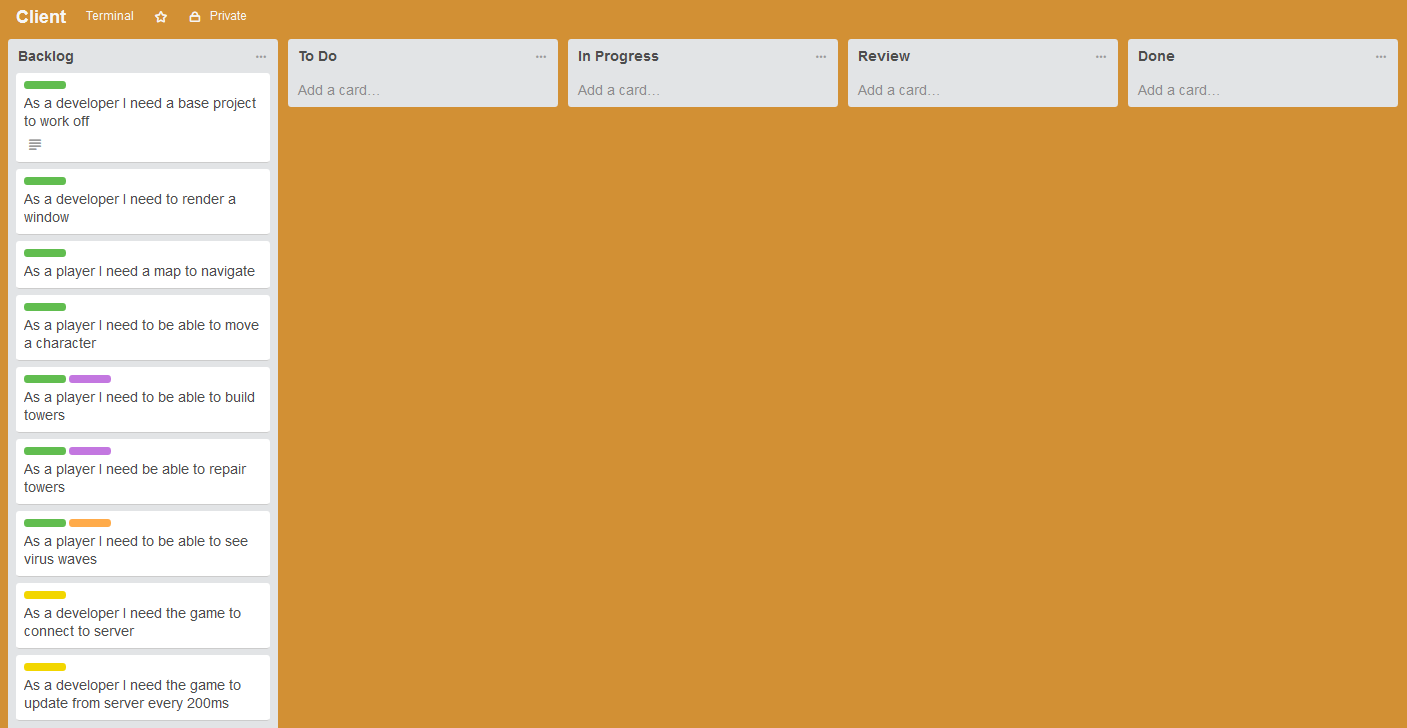 Client Terminal Private
Backlog
As a developer I need a base project
to work off
As a developer I need to render a
window
As a player I need a map to navigate
As a player I need to be able to move
a character
As a player I need to be able to build
towers
As a player I need be able to repair
towers
As a player I need to be able to see
virus waves
As a developer I need the game to
connect to server
As a developer I need the game to
update from server every 200ms
To Do
Add a card…
In Progress
Add a card…
Review
Add a card…
Done
Add a card…